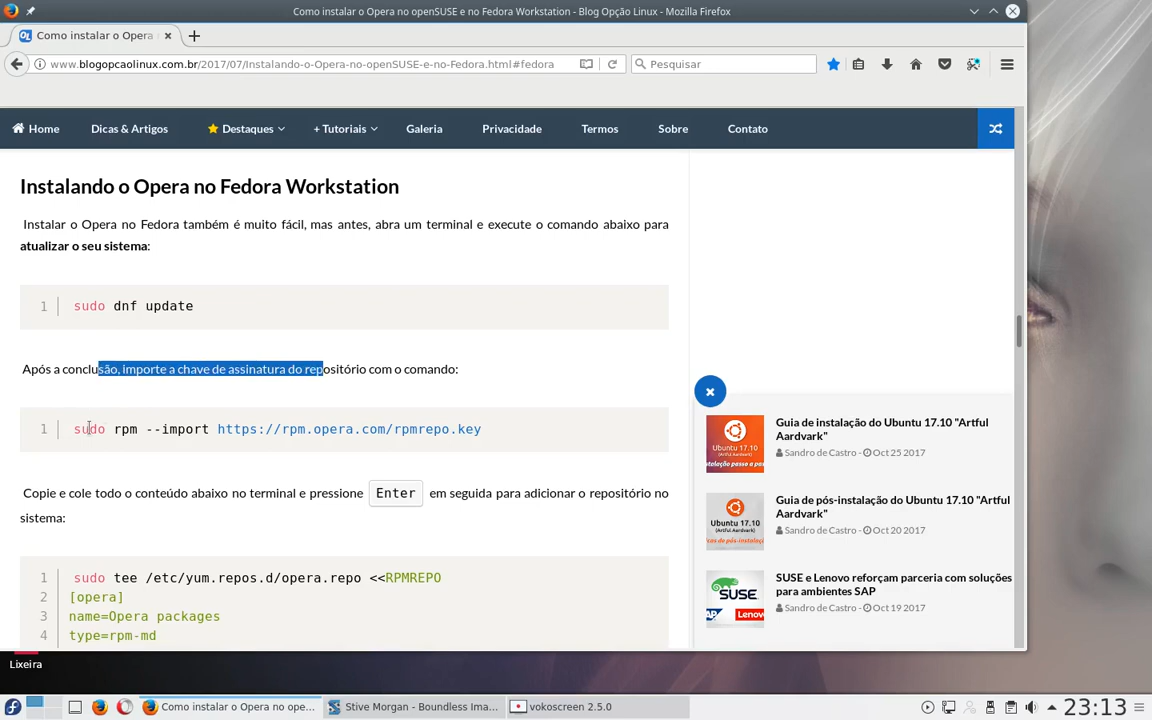 Como instalar o Opera no openSUSE e no Fedora Workstation - Blog Opção Linux - Mozilla Firefox
Como instalar o Opera
www.blogopcaolinux.com.br/2017/07/Instalando-o-Opera-no-openSUSE-e-no-Fedora.html#fedora
Pesquisar
Home
Dicas & Artigos
Destaques
+ Tutoriais
Galeria
Privacidade
Termos
Sobre
Contato
Instalando o Opera no Fedora Workstation
Instalar o Opera no Fedora também é muito fácil, mas antes, abra um terminal e execute o comando abaixo para
atualizar o seu sistema:
1 sudo dnf update
Após a conclusão, importe a chave de assinatura do repositório com o comando:
1 sudo rpm --import https://rpm.opera.com/rpmrepo.key
Copie e cole todo o conteúdo abaixo no terminal e pressione Enter em seguida para adicionar o repositório no
sistema:
1 sudo tee /etc/yum.repos.d/opera.repo <<RPMREPO
2 [opera]
3 name=Opera packages
4 type=rpm-md
Guia de instalação do Ubuntu 17.10 "Artful
Aardvark"
Sandro de Castro - Oct 25 2017
Guia de pós-instalação do Ubuntu 17.10 "Artful
Aardvark"
Sandro de Castro - Oct 20 2017
Ubuntu 17.10
SUSE e Lenovo reforçam parceria com soluções
para ambientes SAP
Sandro de Castro - Oct 19 2017
SUSE
Lixeira
Como instalar o Opera no ope...
Stive Morgan - Boundless Ima...
vokoscreen 2.5.0
23:13